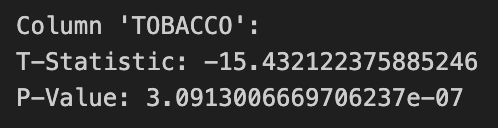 Column 'TOBACCO':
T-Statistic: -15.432122375885246
P-Value: 3.0913006669706237e-07